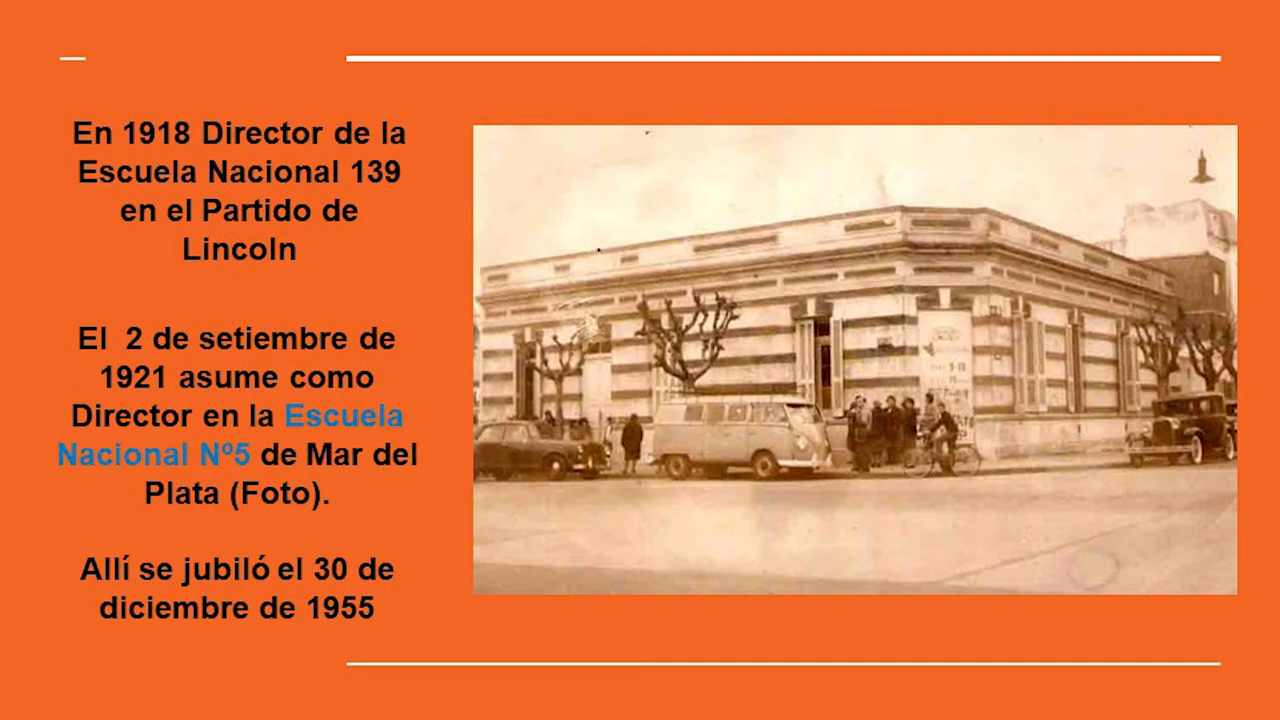 En 1918 Director de la
Escuela Nacional 139
en el Partido de
Lincoln
El 2 de setiembre de
1921 asume como
Director en la Escuela
Nacional Nº5 de Mar del
Plata (Foto).
Allí se jubiló el 30 de
diciembre de 1955